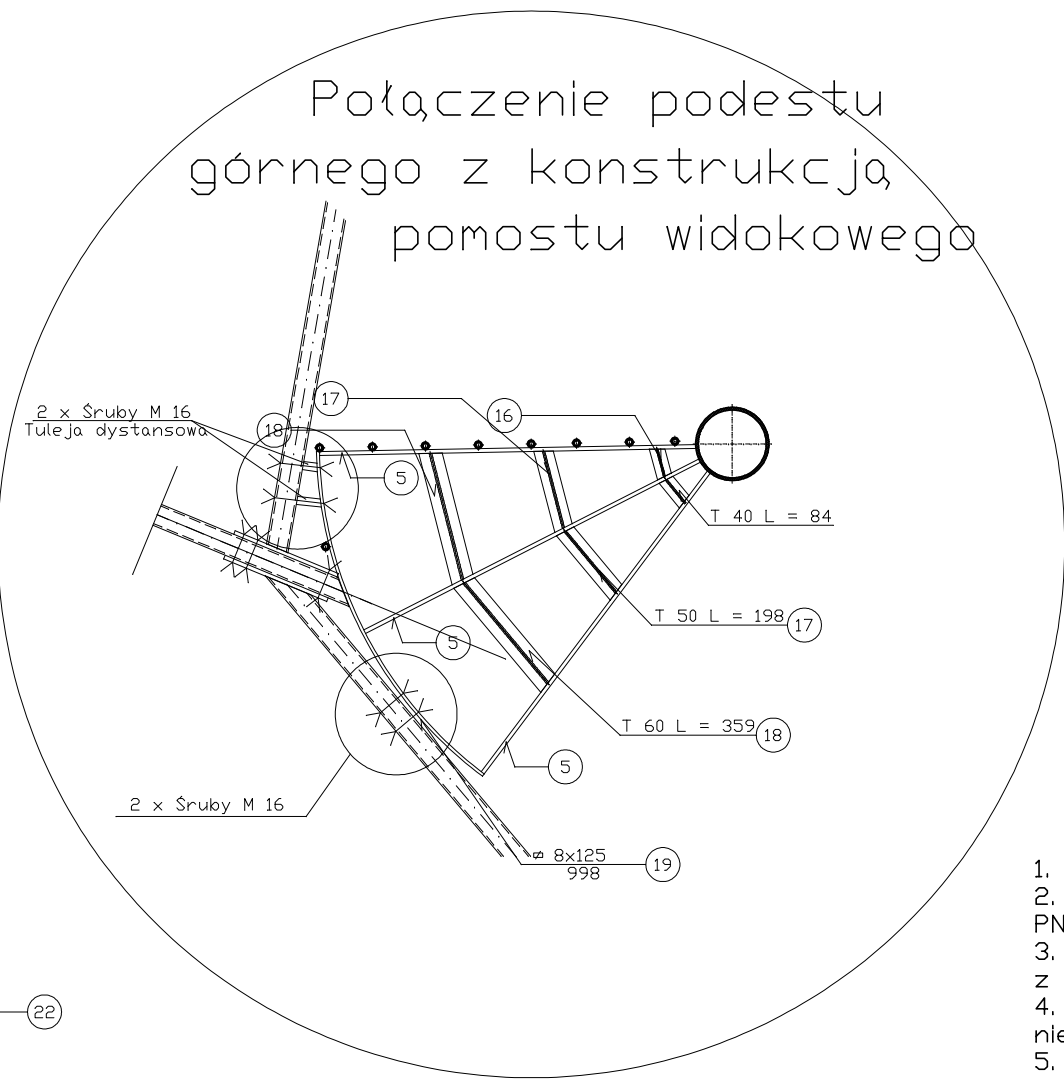 Połączenie podestu
górnego z konstrukcją
pomostu widokowego
17
16
2 x Śruby M 16
Tuleja dystansowa
18
5
T 40 L = 84
T 50 L = 198 17
5
T 60 L = 359 18
5
2 x Śruby M 16
8x125
998
19
22
1.
2.
PN
3.
z
4.
nie
5.